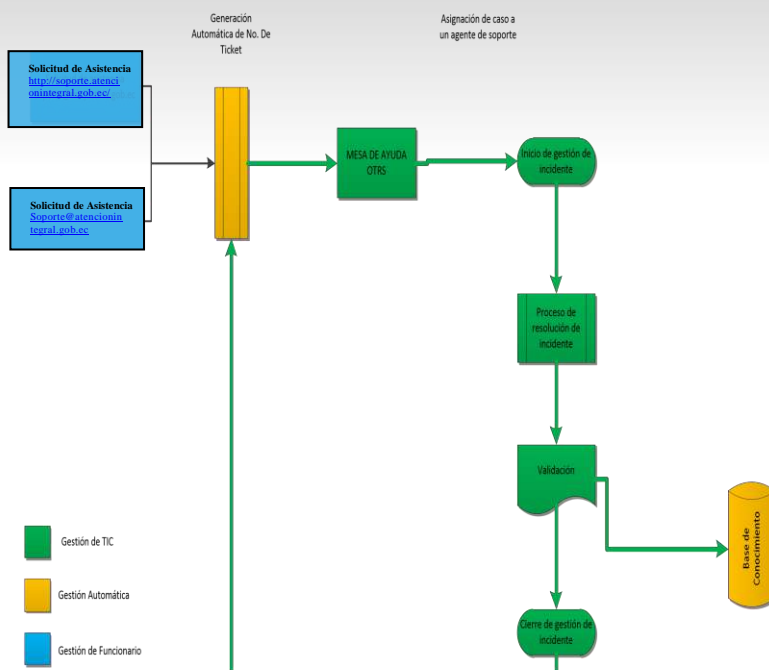 Generación
Automática de No. De
Ticket
Asignación de caso a
un agente de soporte
Solicitud de Asistencia
http://soporte.atenci
onintegral.gob.ec/
MESA DE AYUDA
OTRS
Inicio de gestión de
incidente
Solicitud de Asistencia
Soporte@atencionin
tegral.gob.ec
Proceso de
resolución de
incidente
Validación
Base de
Conocimiento
Gestión de TIC
Gestión Automática
Cierre de gestión de
incidente
Gestión de Funcionario